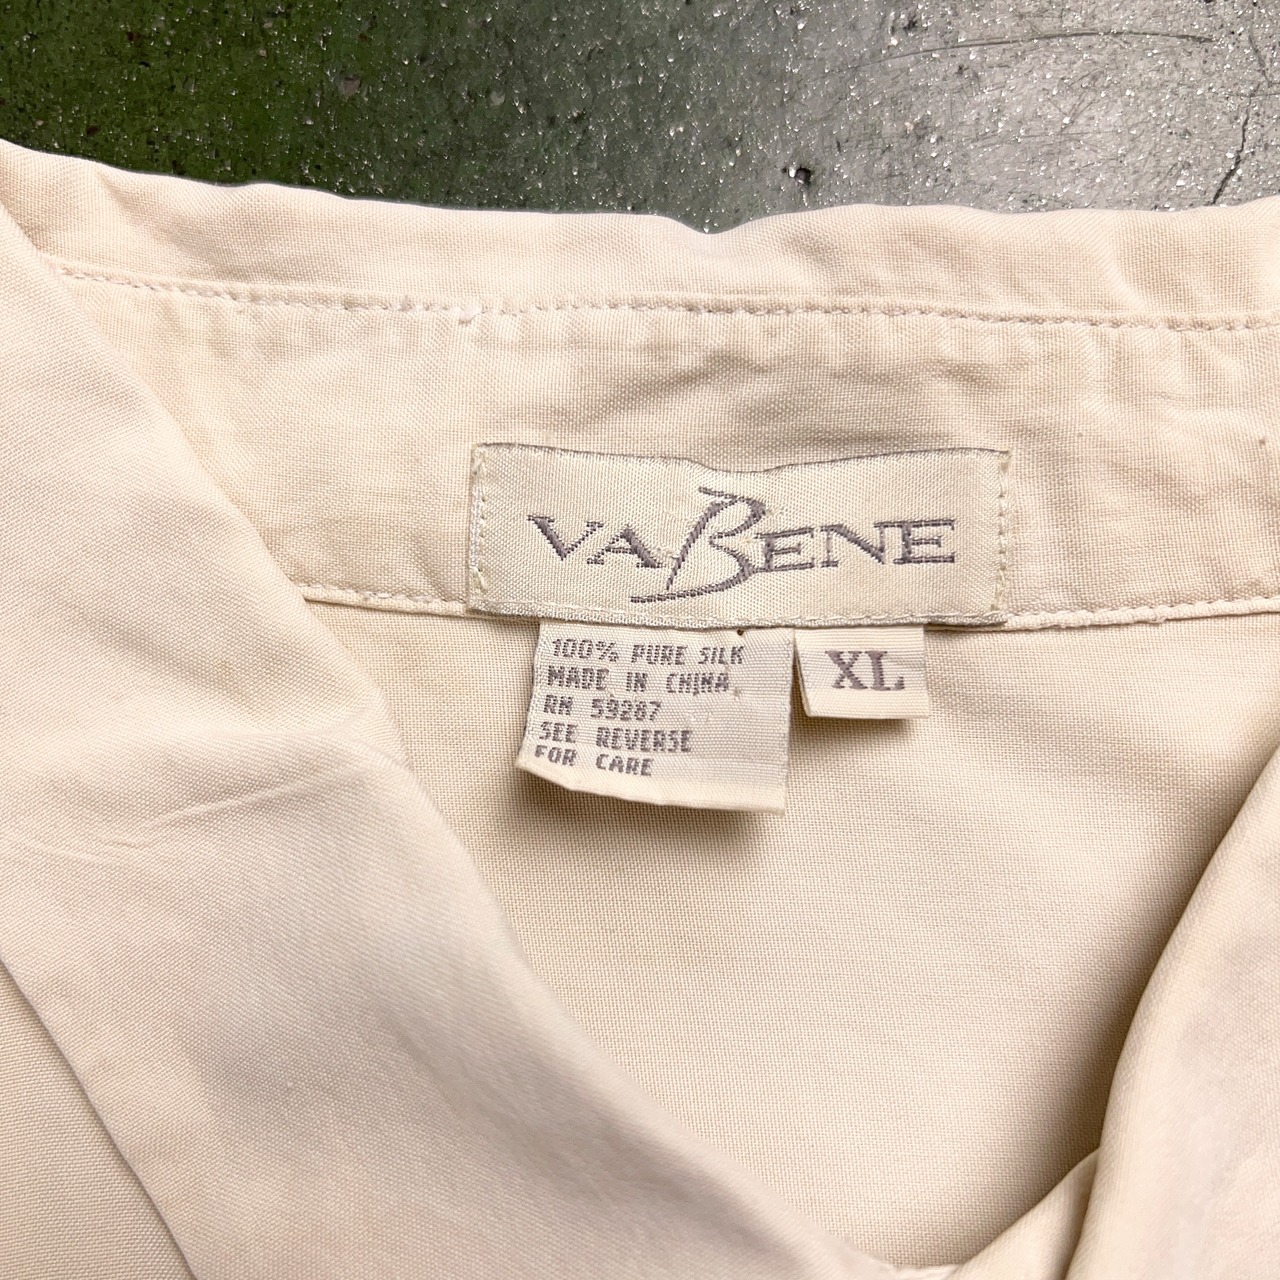 VABENE
100% PURE SILK
MADE IN CHINA
RN 59287
SEE REVERSE
FOR CARE
XL